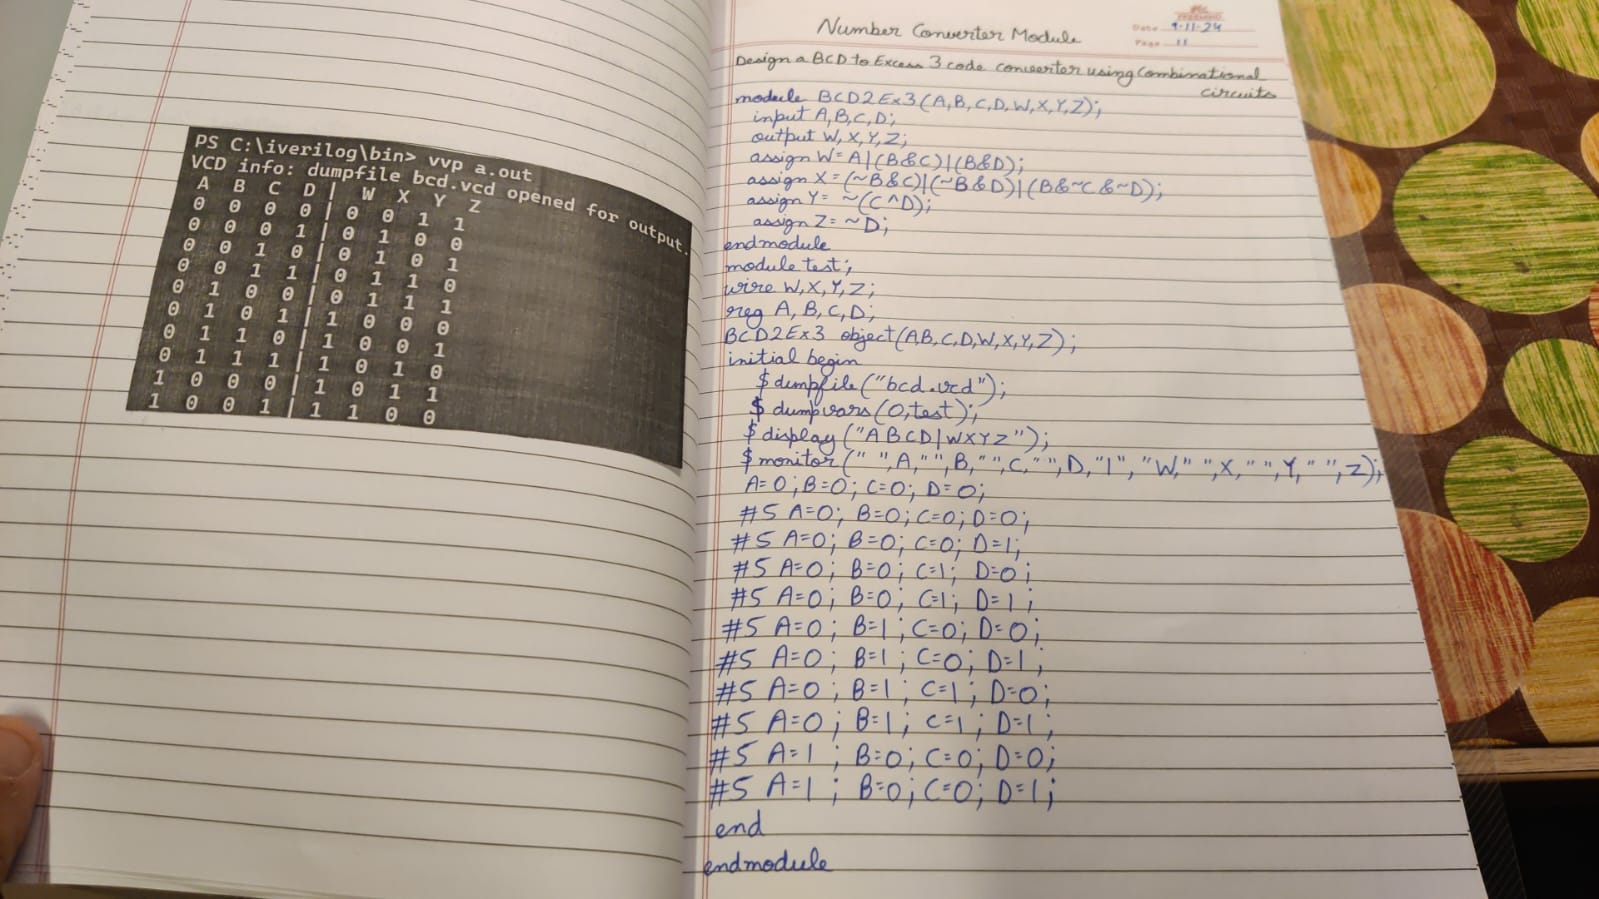 PS C:\iverilog\bin> vvp a.out
VCD info: dumpfile bcd.vcd opened for output.
A B C D | W X Y Z
0 0 0 0 | 0 0 1 1
0 0 0 1 | 0 1 0 0
0 0 1 0 | 0 1 0 1
0 0 1 1 | 0 1 1 0
0 1 0 0 | 0 1 1 1
0 1 0 1 | 1 0 0 0
0 1 1 0 | 1 0 0 1
0 1 1 1 | 1 0 1 0
1 0 0 0 | 1 0 1 1
1 0 0 1 | 1 1 0 0
Number Converter Module
Date 9-11-24
Page 11
Design a BCD to Excess 3 code converter using Combinational
circuits
module BCD2Ex3(A,B,C,D,W,X,Y,Z);
input A,B,C,D;
output W,X,Y,Z;
assign W=A|(B&C)|(B&D);
assign X=(~B&C)|(~B&D)|(B&~C&~D);
assign Y= ~(C^D);
assign Z= ~D;
endmodule
module test;
wire W,X,Y,Z;
reg A,B,C,D;
BCD2Ex3 object(A,B,C,D,W,X,Y,Z);
initial begin
$dumpfile("bcd.vcd");
$dumpvars(0,test);
$display("ABCD|WXYZ");
$monitor(" ",A," ",B," ",C," ",D,"|","W," ",X," ",Y," ",Z);
A=0;B=0;C=0;D=0;
#5 A=0; B=0;C=0;D=0;
#5 A=0; B=0; C=0; D=1;
#5 A=0; B=0; C=1; D=0;
#5 A=0; B=0; C=1; D=1;
#5 A=0; B=1; C=0; D=0;
#5 A=0; B=1; C=0; D=1;
#5 A=0; B=1; C=1; D=0;
#5 A=0; B=1; C=1; D=1;
#5 A=1; B=0; C=0; D=0;
#5 A=1; B=0; C=0; D=1;
end
endmodule